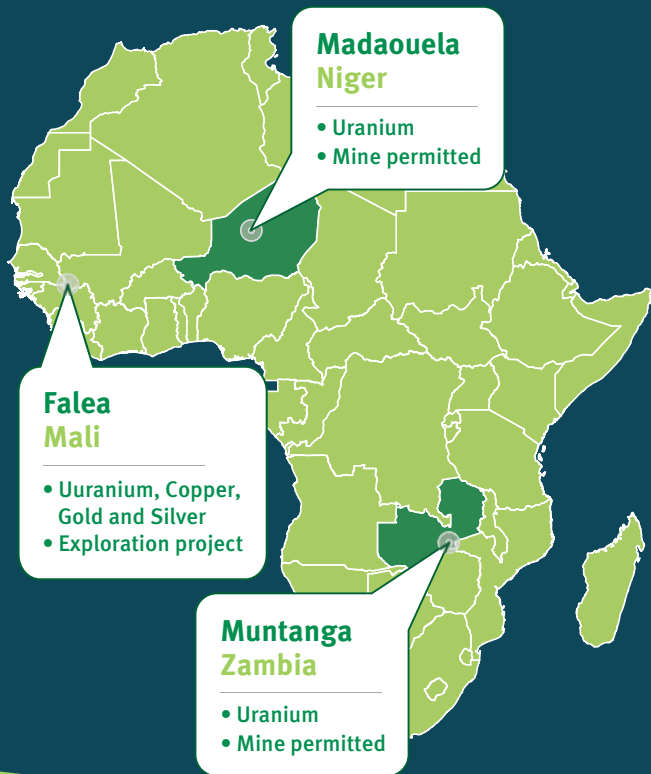 Madaouela
Niger
• Uranium
• Mine permitted
Falea
Mali
• Uuranium, Copper,
Gold and Silver
• Exploration project
Muntanga
Zambia
• Uranium
• Mine permitted